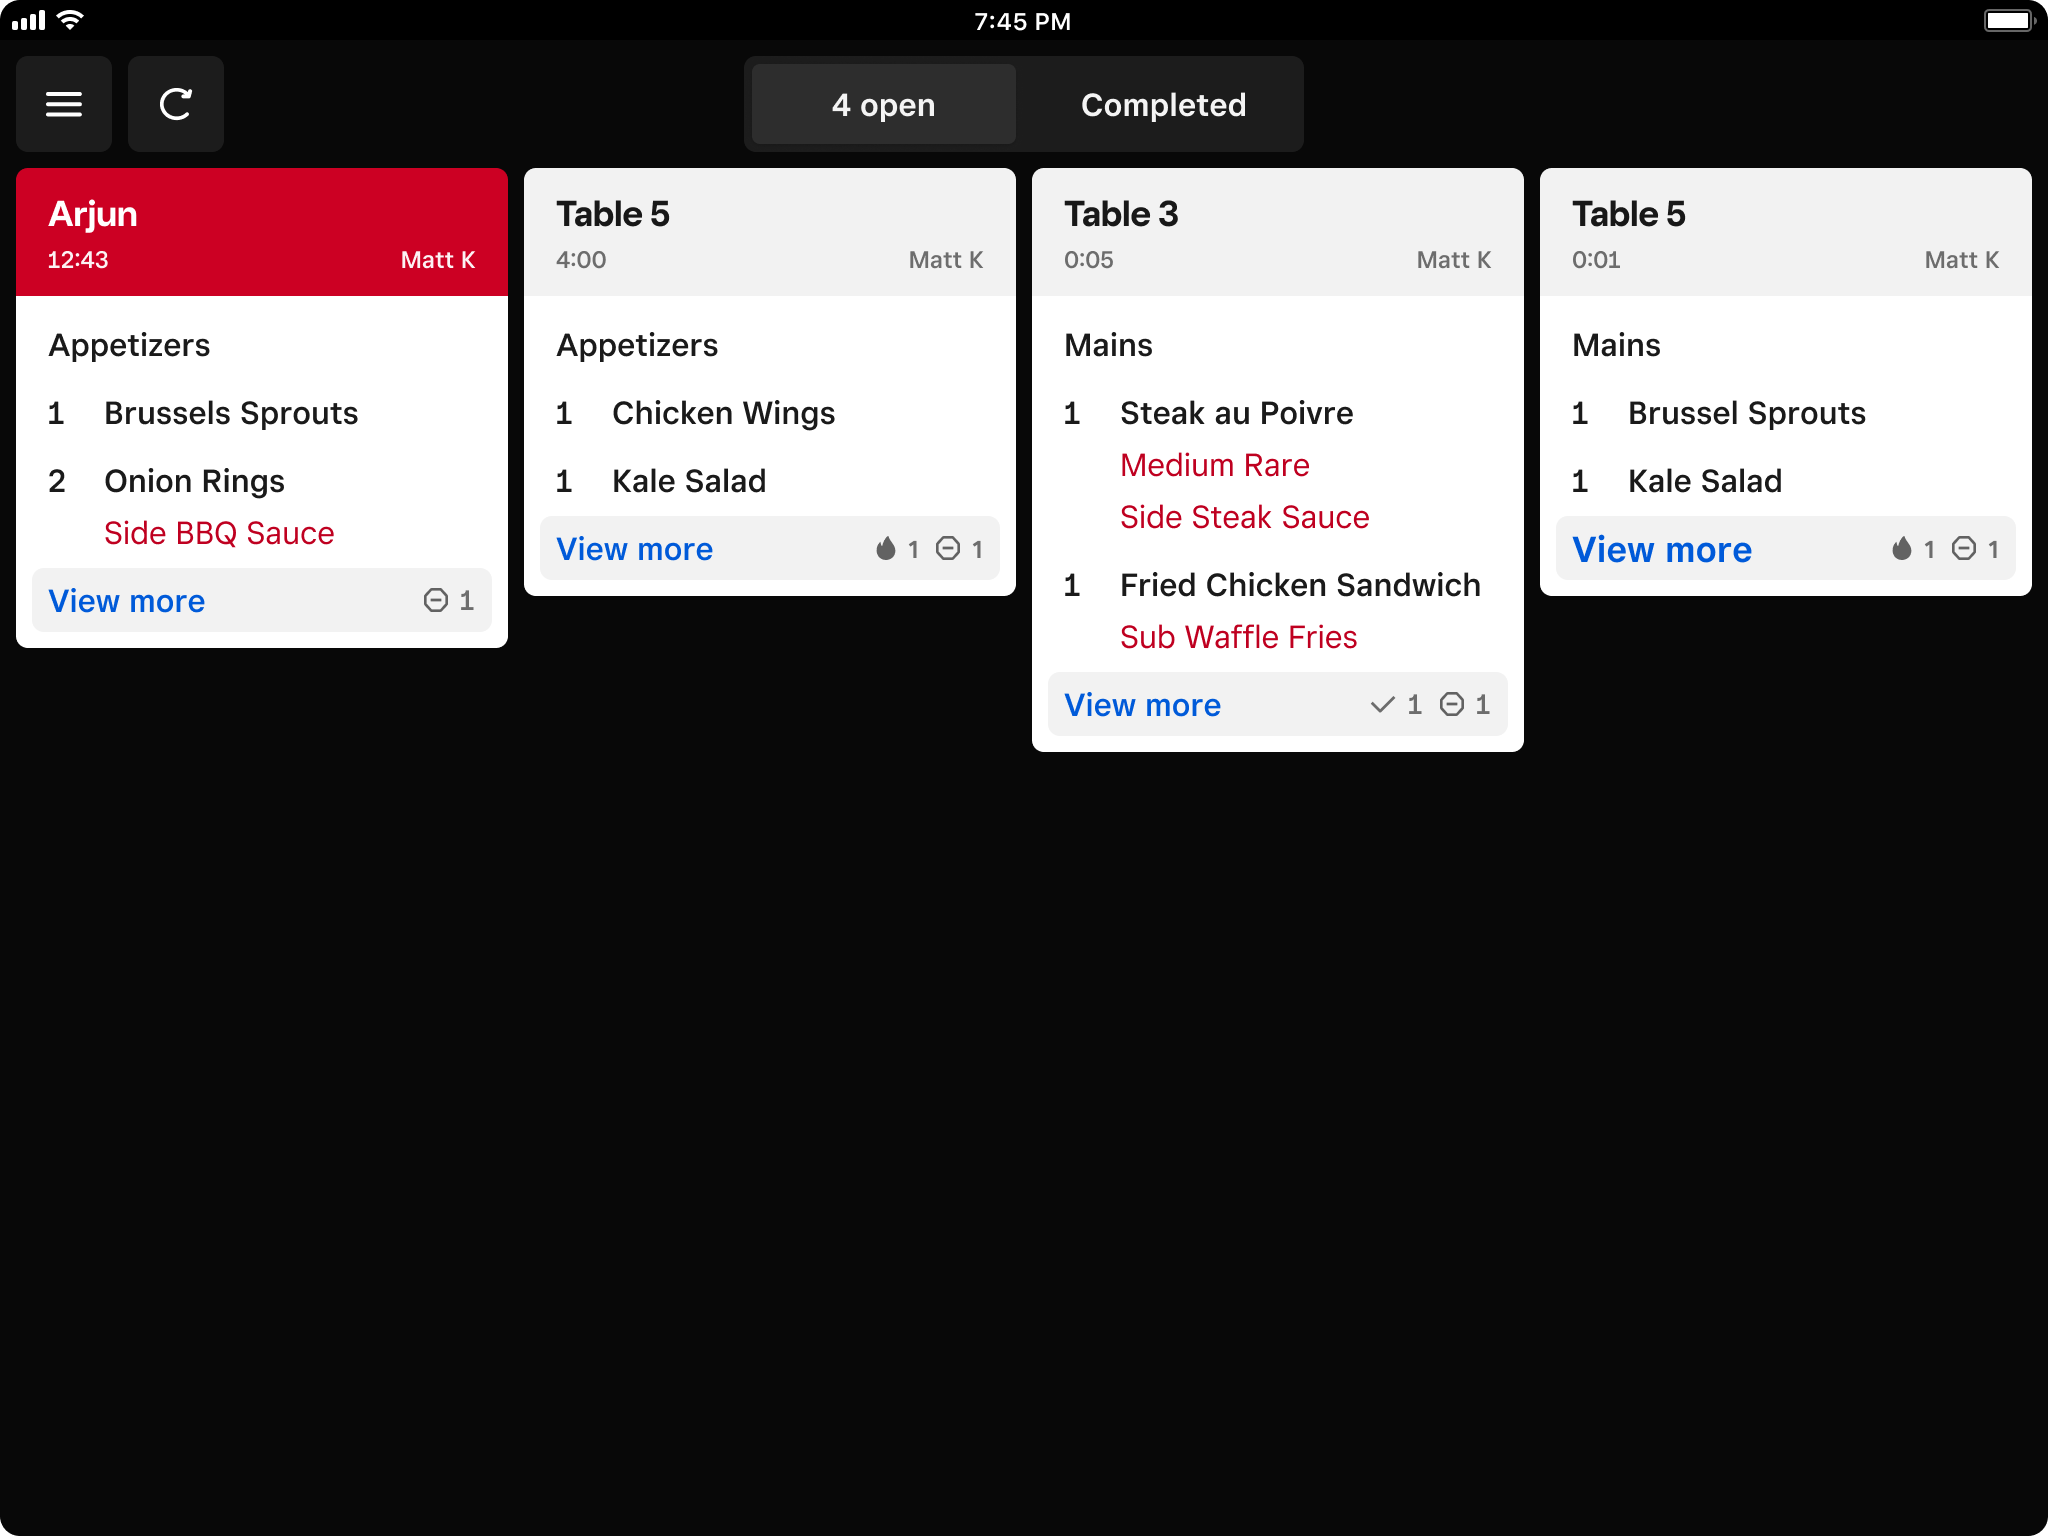 7:45 PM
4 open
Completed
Arjun
12:43
Matt K
Appetizers
1 Brussels Sprouts
2 Onion Rings
Side BBQ Sauce
View more
1
Table 5
4:00
Matt K
Appetizers
1 Chicken Wings
1 Kale Salad
View more
1 1
Table 3
0:05
Matt K
Mains
1 Steak au Poivre
Medium Rare
Side Steak Sauce
1 Fried Chicken Sandwich
Sub Waffle Fries
View more
1 1
Table 5
0:01
Matt K
Mains
1 Brussel Sprouts
1 Kale Salad
View more
1 1